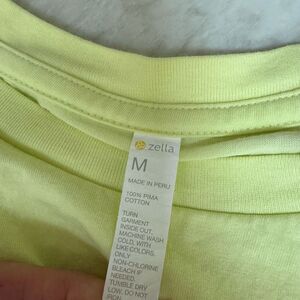 zella
M
MADE IN PERU
100% PIMA
COTTON
TURN
GARMENT
INSIDE OUT,
MACHINE WASH
COLD, WITH
LIKE COLORS,
ONLY
NON-CHLORINE
BLEACH IF
NEEDED.
TUMBLE DRY
LOW. DO NOT
IRON